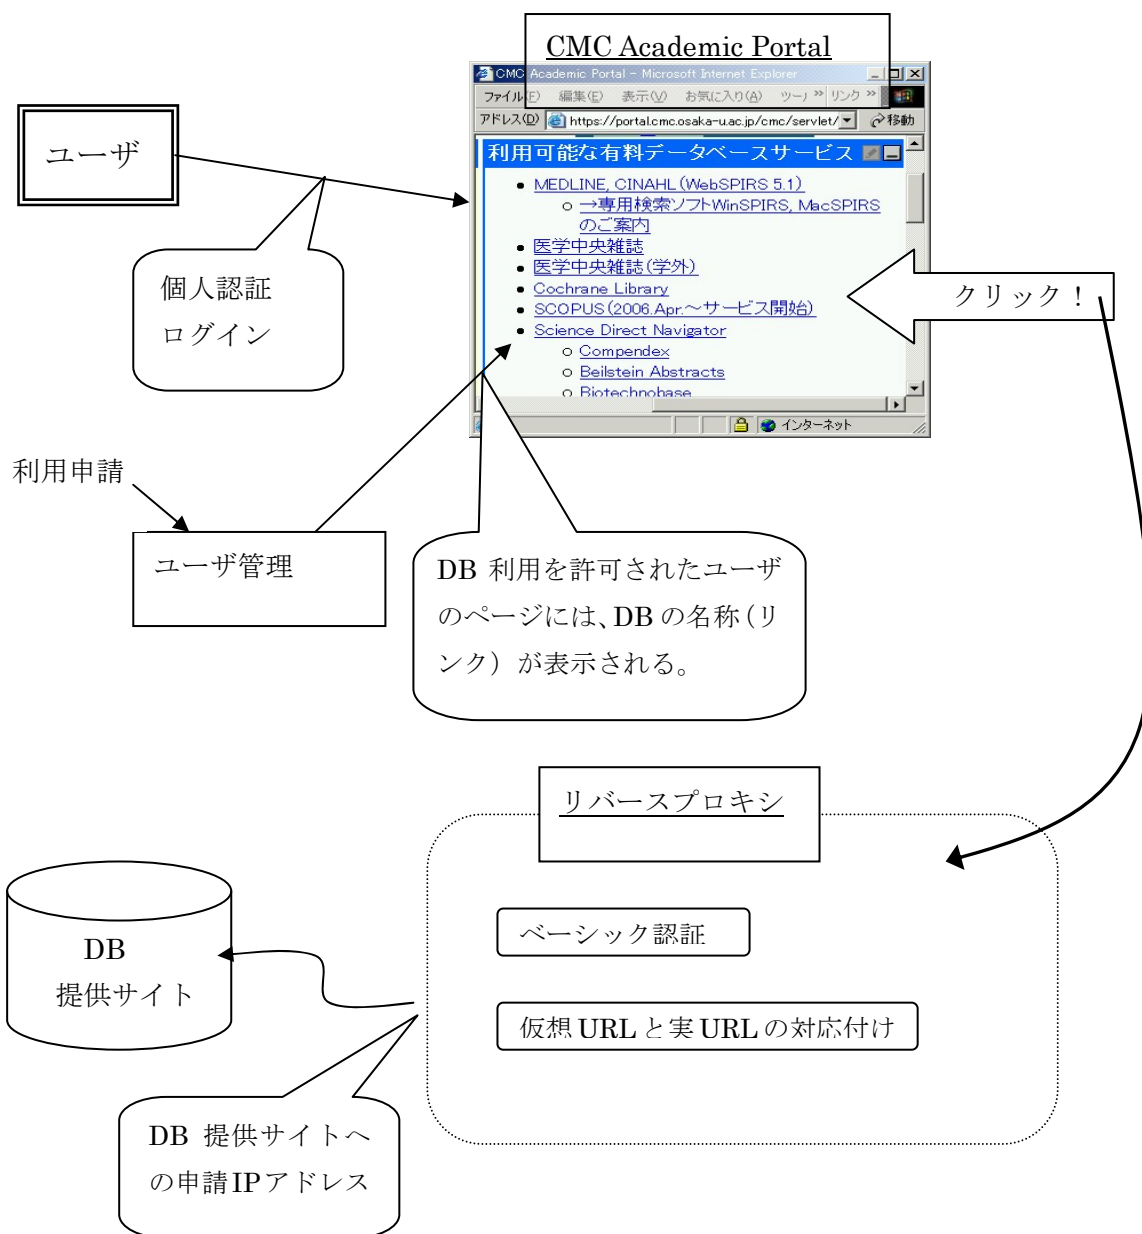 CMC Academic Portal
CMC Academic Portal - Microsoft Internet Explorer
ファイル(F) 編集(E) 表示(V) お気に入り(A) ツール » リンク »
アドレス(D) https://portal.cmc.osaka-u.ac.jp/cmc/servlet/ 移動
利用可能な有料データベースサービス
MEDLINE, CINAHL (WebSPIRS 5.1)
→専用検索ソフトWinSPIRS, MacSPIRS
のご案内
医学中央雑誌
医学中央雑誌(学外)
Cochrane Library
SCOPUS(2006.Apr.～サービス開始)
Science Direct Navigator
Compendex
Beilstein Abstracts
Biotechnobase
インターネット
ユーザ
個人認証
ログイン
クリック！
利用申請
ユーザ管理
DB 利用を許可されたユーザ
のページには、DB の名称（リ
ンク）が表示される。
リバースプロキシ
ベーシック認証
仮想 URL と実 URL の対応付け
DB
提供サイト
DB 提供サイトへ
の申請IPアドレス